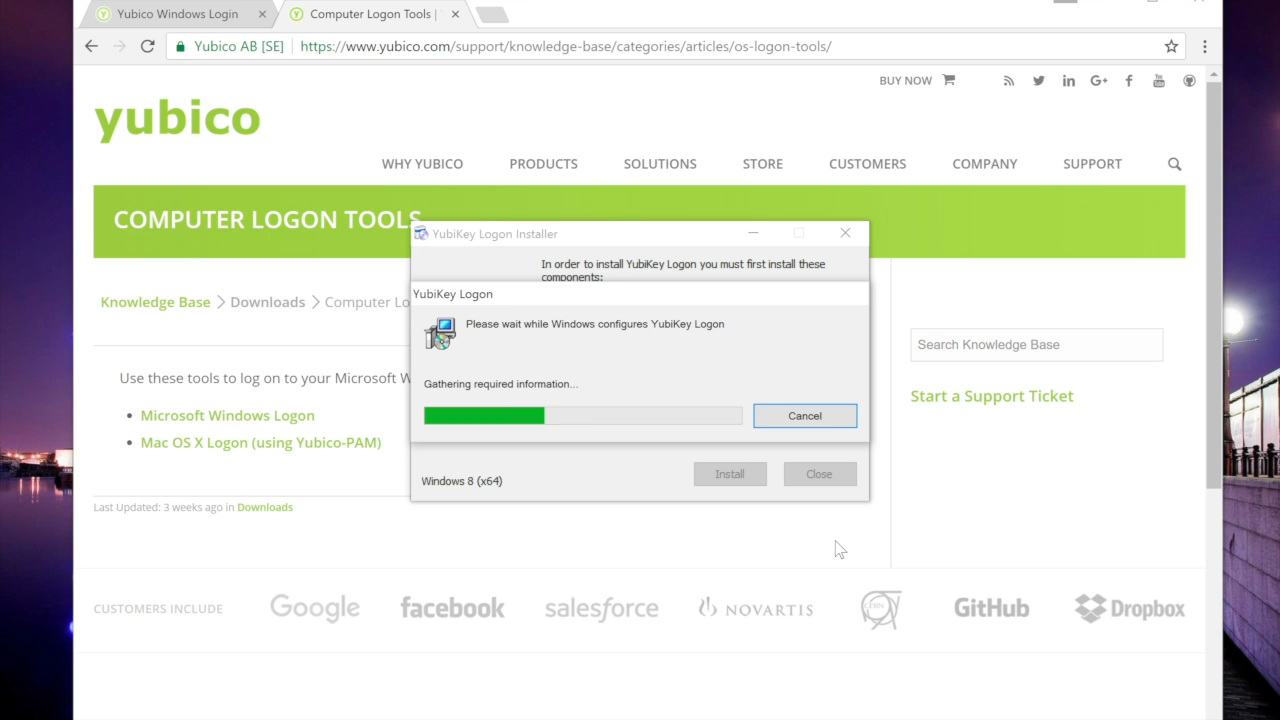 Yubico Windows Login
Computer Logon Tools |
Yubico AB [SE]
https://www.yubico.com/support/knowledge-base/categories/articles/os-logon-tools/
BUY NOW
yubico
WHY YUBICO
PRODUCTS
SOLUTIONS
STORE
CUSTOMERS
COMPANY
SUPPORT
COMPUTER LOGON TOOLS
YubiKey Logon Installer
In order to install YubiKey Logon you must first install these
components:
Knowledge Base > Downloads > Computer Lo
YubiKey Logon
Please wait while Windows configures YubiKey Logon
Gathering required information...
Cancel
Install
Close
Windows 8 (x64)
Use these tools to log on to your Microsoft W
• Microsoft Windows Logon
• Mac OS X Logon (using Yubico-PAM)
Last Updated: 3 weeks ago in Downloads
Search Knowledge Base
Start a Support Ticket
CUSTOMERS INCLUDE
Google
facebook
salesforce
NOVARTIS
CERN
GitHub
Dropbox